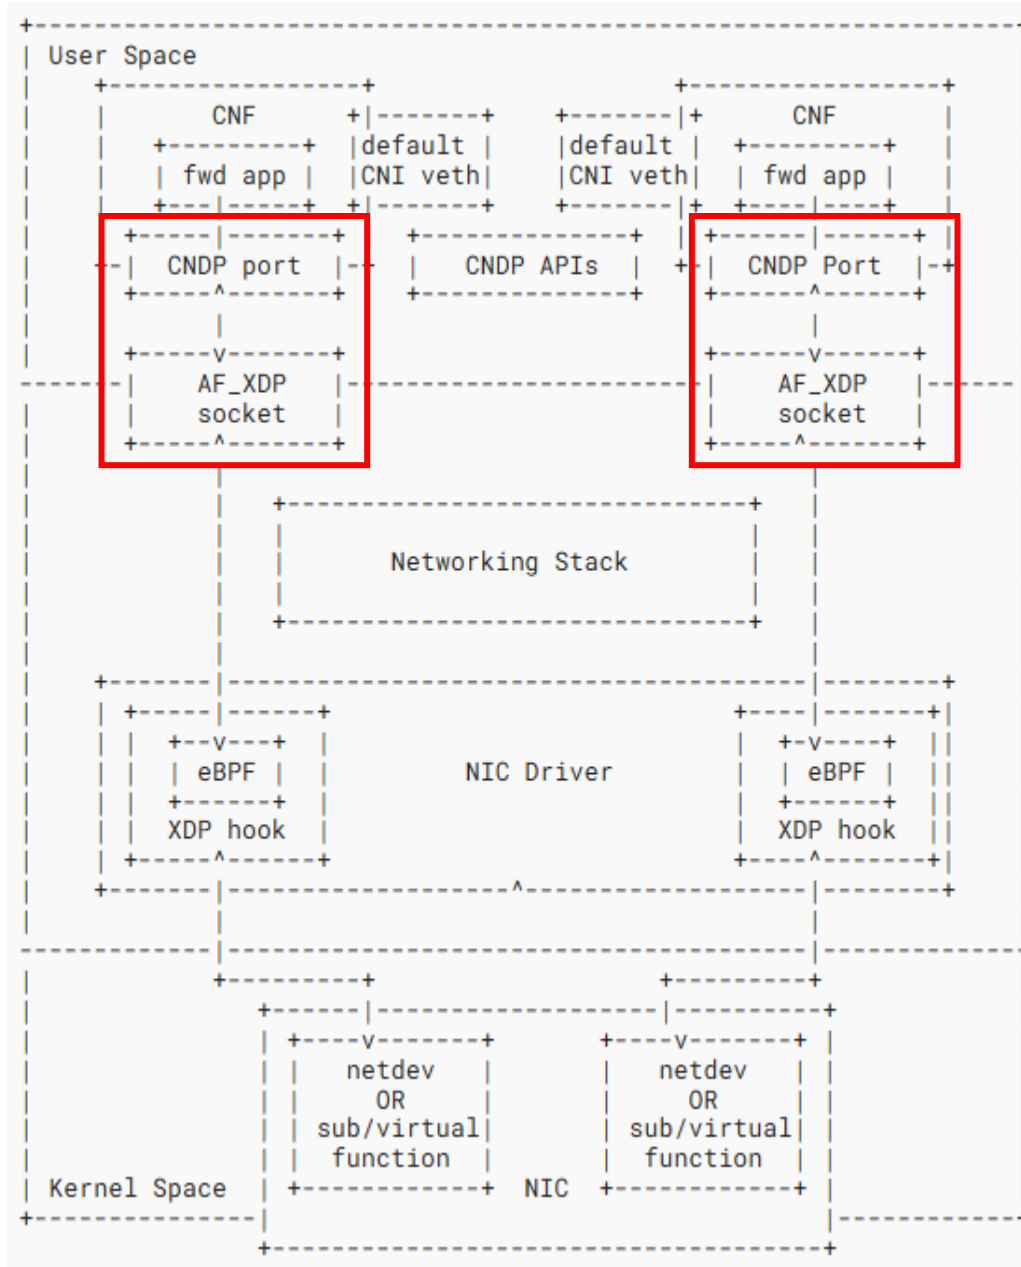 User Space
CNF CNF
default default
fwd app CNI veth CNI veth fwd app
CNDP port CNDP APIs CNDP Port
AF_XDP AF_XDP
socket socket
Networking Stack
eBPF NIC Driver eBPF
XDP hook XDP hook
netdev netdev
OR OR
sub/virtual sub/virtual
function function
Kernel Space NIC